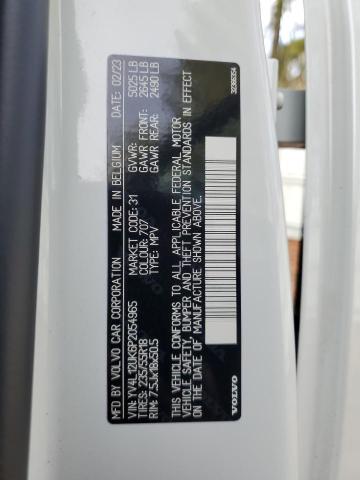 MFD BY VOLVO CAR CORPORATION MADE IN BELGIUM DATE: 02/23
VIN: YV4L12UK6P2054965 MARKET CODE: 31 GVWR: 5025 LB
TIRES: 235/55R18 COLOUR: 707 GAWR FRONT: 2645 LB
RIM: 7.5Jx18x50.5 TYPE: MPV GAWR REAR: 2490 LB
THIS VEHICLE CONFORMS TO ALL APPLICABLE FEDERAL MOTOR
VEHICLE SAFETY, BUMPER AND THEFT PREVENTION STANDARDS IN EFFECT
ON THE DATE OF MANUFACTURE SHOWN ABOVE.
VOLVO